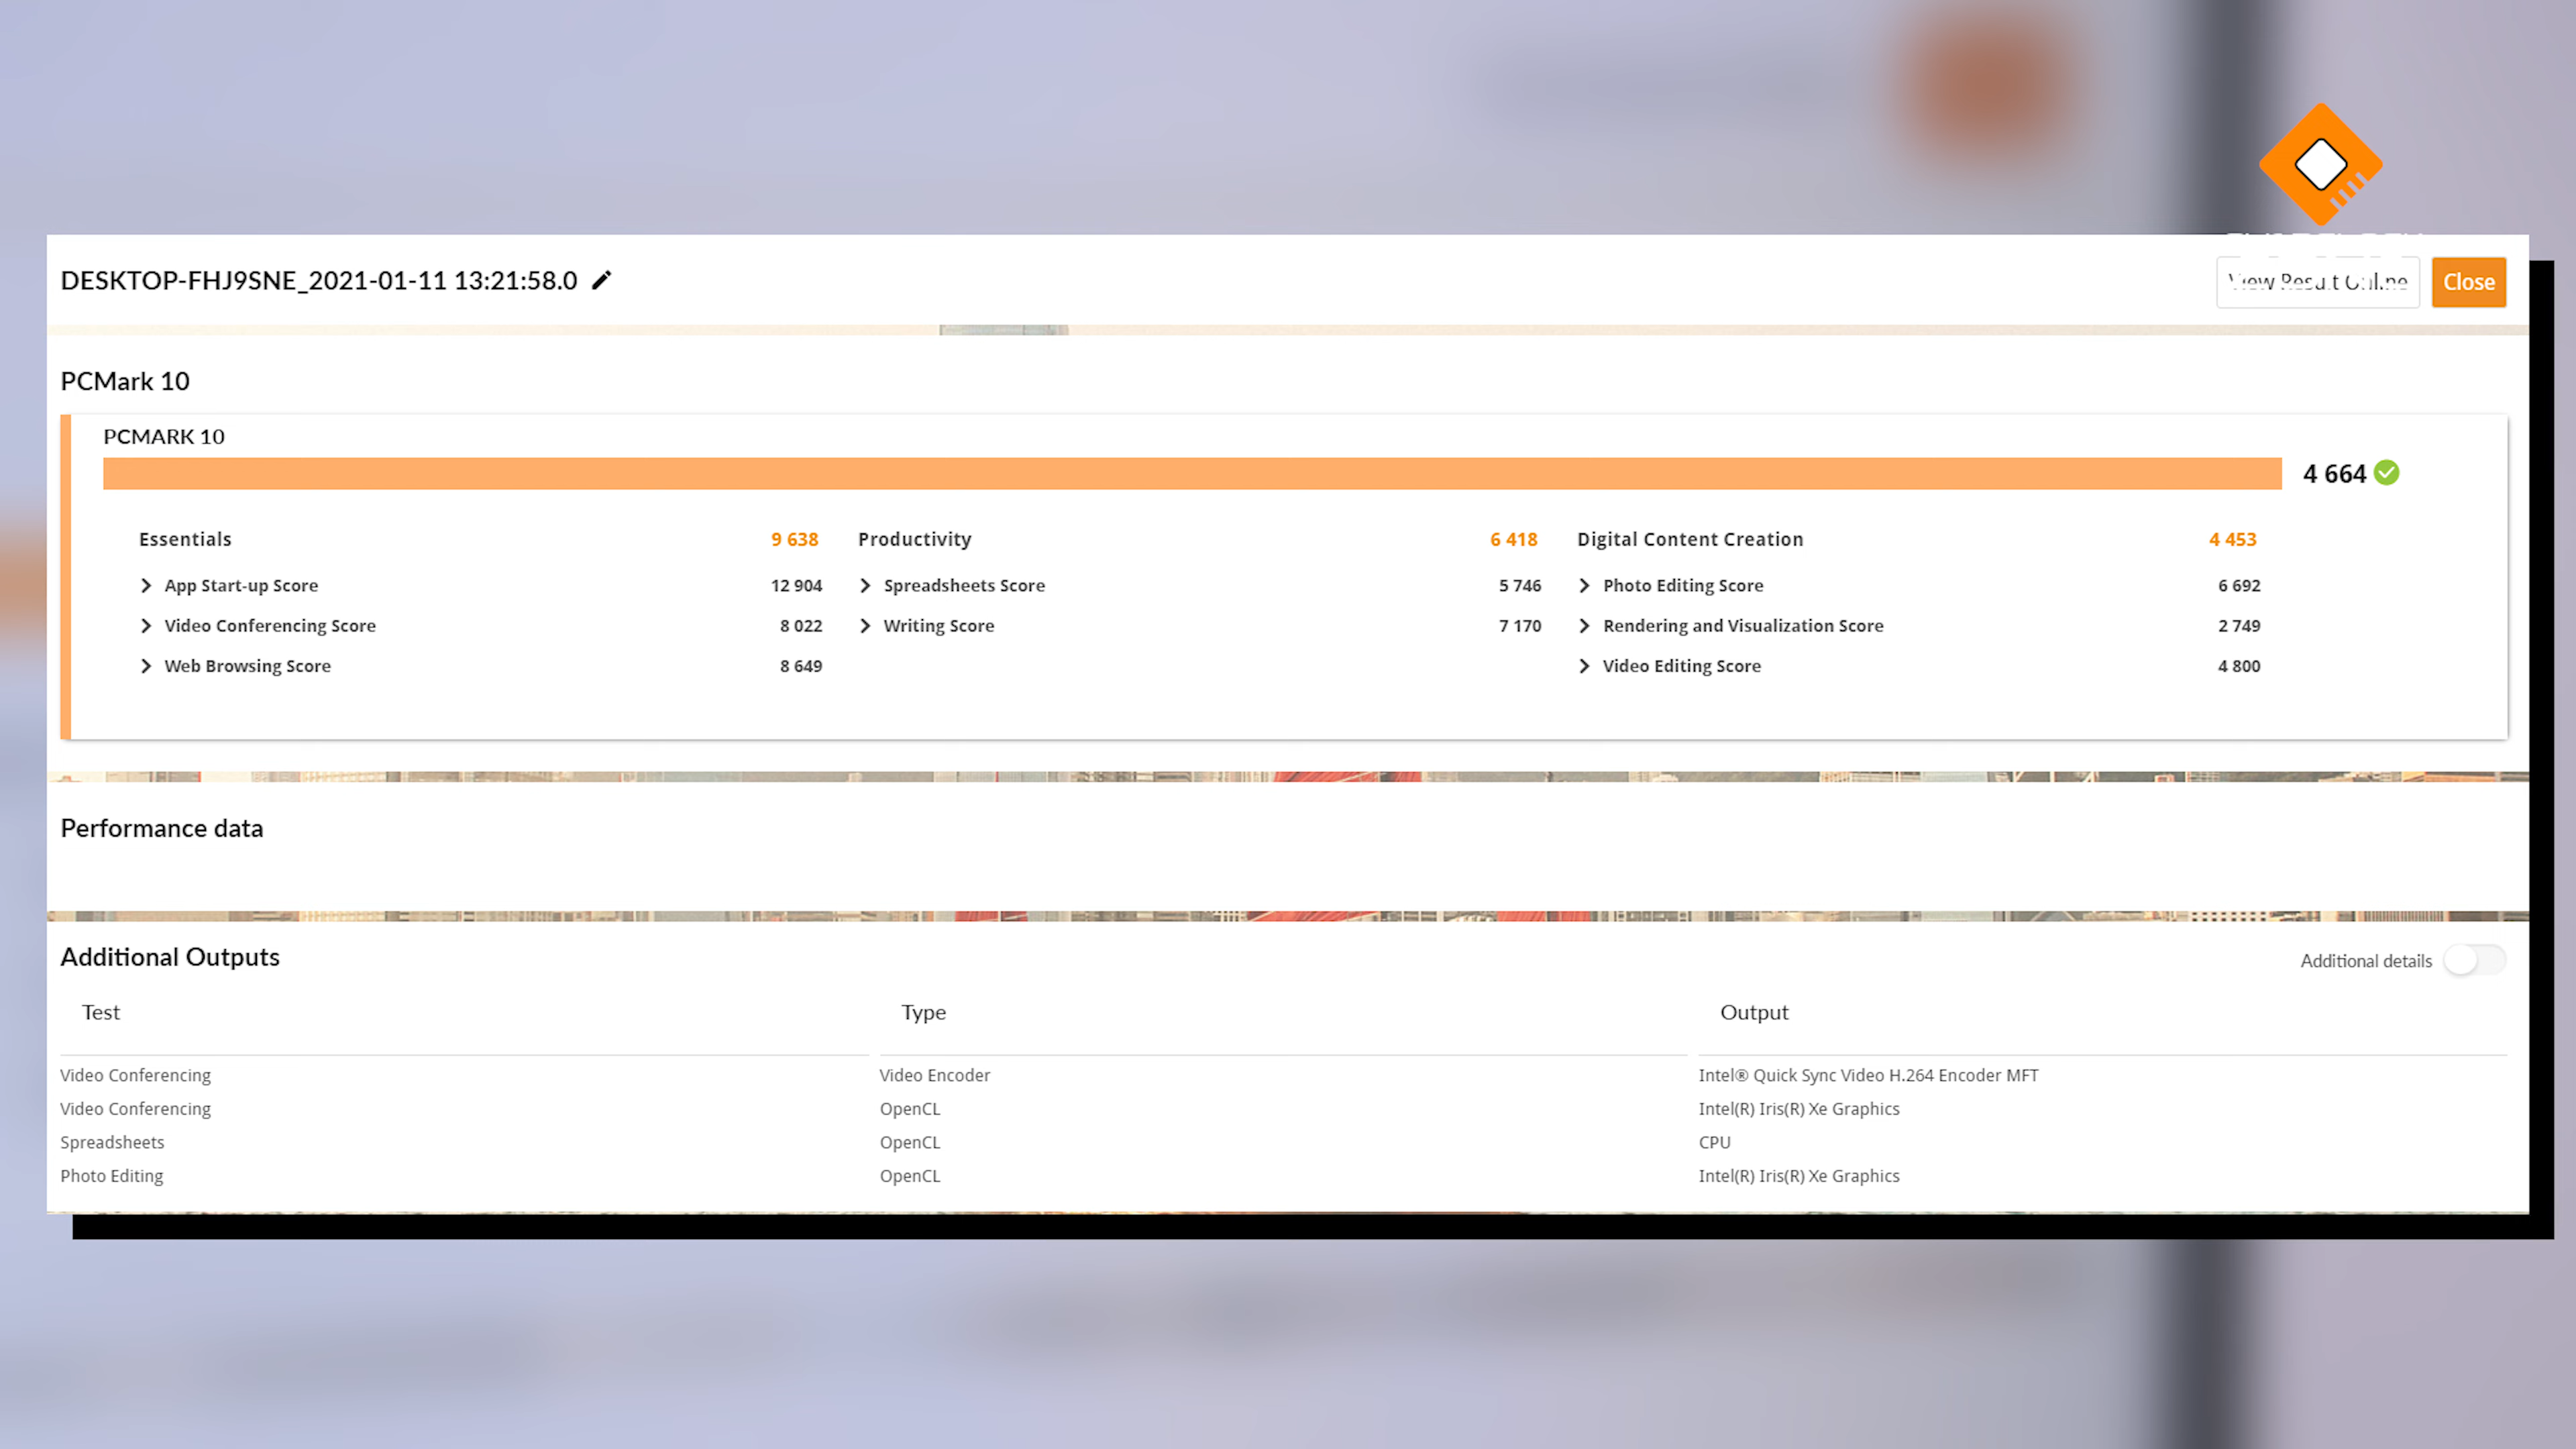 DESKTOP-FHJ9SNE_2021-01-11 13:21:58.0
View Result Online
Close
PCMark 10
PCMARK 10
4 664
Essentials 9 638
App Start-up Score 12 904
Video Conferencing Score 8 022
Web Browsing Score 8 649
Productivity 6 418
Spreadsheets Score 5 746
Writing Score 7 170
Digital Content Creation 4 453
Photo Editing Score 6 692
Rendering and Visualization Score 2 749
Video Editing Score 4 800
Performance data
Additional Outputs
Additional details
Test Type Output
Video Conferencing Video Encoder Intel® Quick Sync Video H.264 Encoder MFT
Video Conferencing OpenCL Intel(R) Iris(R) Xe Graphics
Spreadsheets OpenCL CPU
Photo Editing OpenCL Intel(R) Iris(R) Xe Graphics